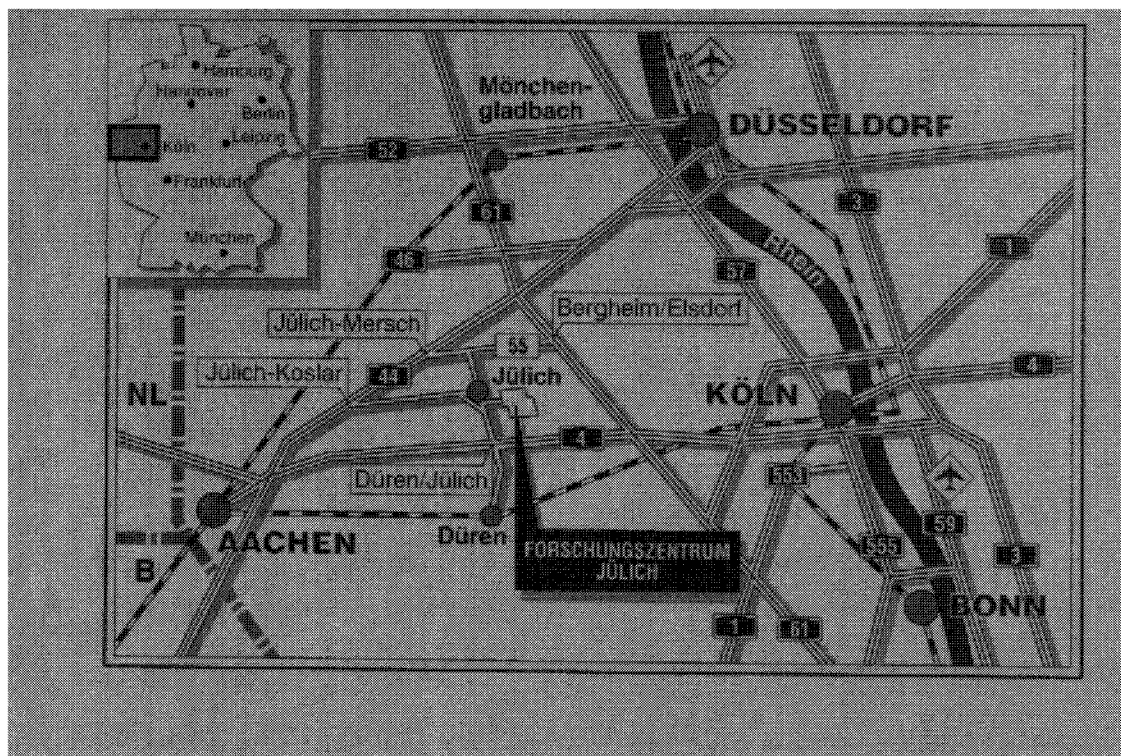 Hamburg
Hannover
Berlin
Leipzig
Köln
Frankfurt
München
Mönchen-
gladbach
DÜSSELDORF
52
61
3
1
46
57
Rhein
Bergheim/Elsdorf
Jülich-Mersch
55
Jülich-Koslar
44
Jülich
4
NL
KÖLN
4
Düren/Jülich
553
AACHEN
Düren
B
FORSCHUNGSZENTRUM
JÜLICH
59
555
3
BONN
1
61